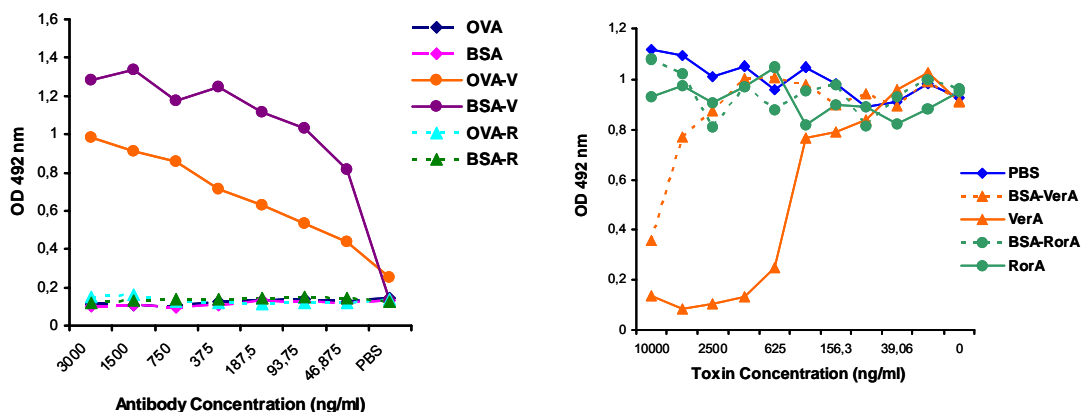 1,6
1,4
1,2
1
0,8
0,6
0,4
0,2
0
OD 492 nm
3000
1500
750
375
187,5
93,75
46,875
PBS
Antibody Concentration (ng/ml)
OVA
BSA
OVA-V
BSA-V
OVA-R
BSA-R
1,2
1
0,8
0,6
0,4
0,2
0
OD 492 nm
10000
2500
625
156,3
39,06
0
Toxin Concentration (ng/ml)
PBS
BSA-VerA
VerA
BSA-RorA
RorA